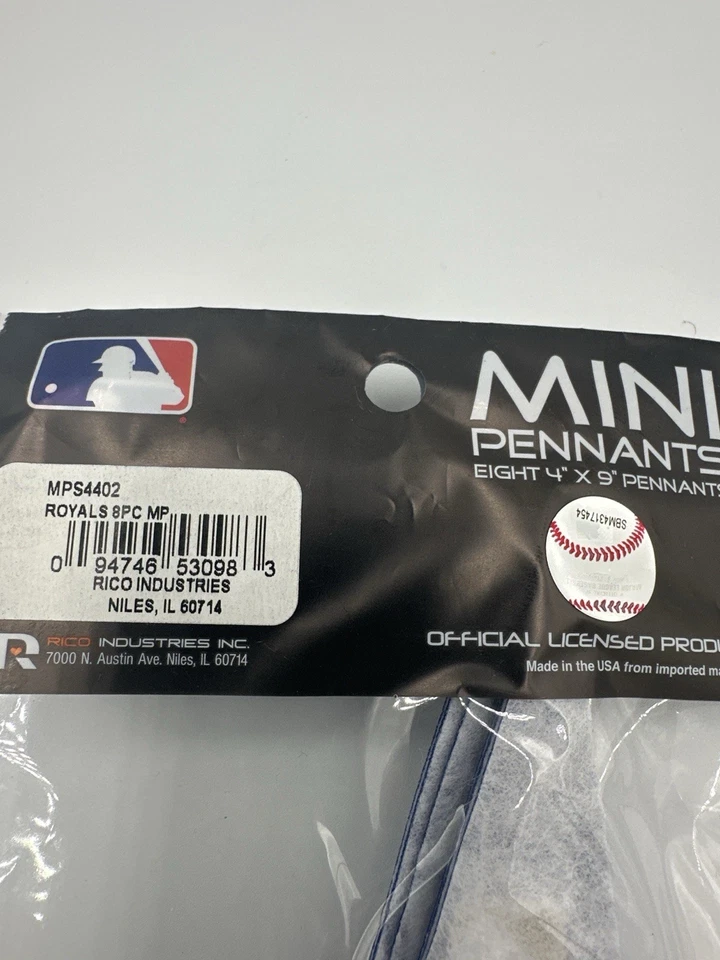 MINI
PENNANTS
EIGHT 4" X 9" PENNANTS
MPS4402
ROYALS 8PC MP
0 94746 53098 3
RICO INDUSTRIES
NILES, IL 60714
SBM4317454
R
RICO INDUSTRIES INC.
7000 N. Austin Ave. Niles, IL 60714
OFFICIAL LICENSED PRODU
Made in the USA from imported ma